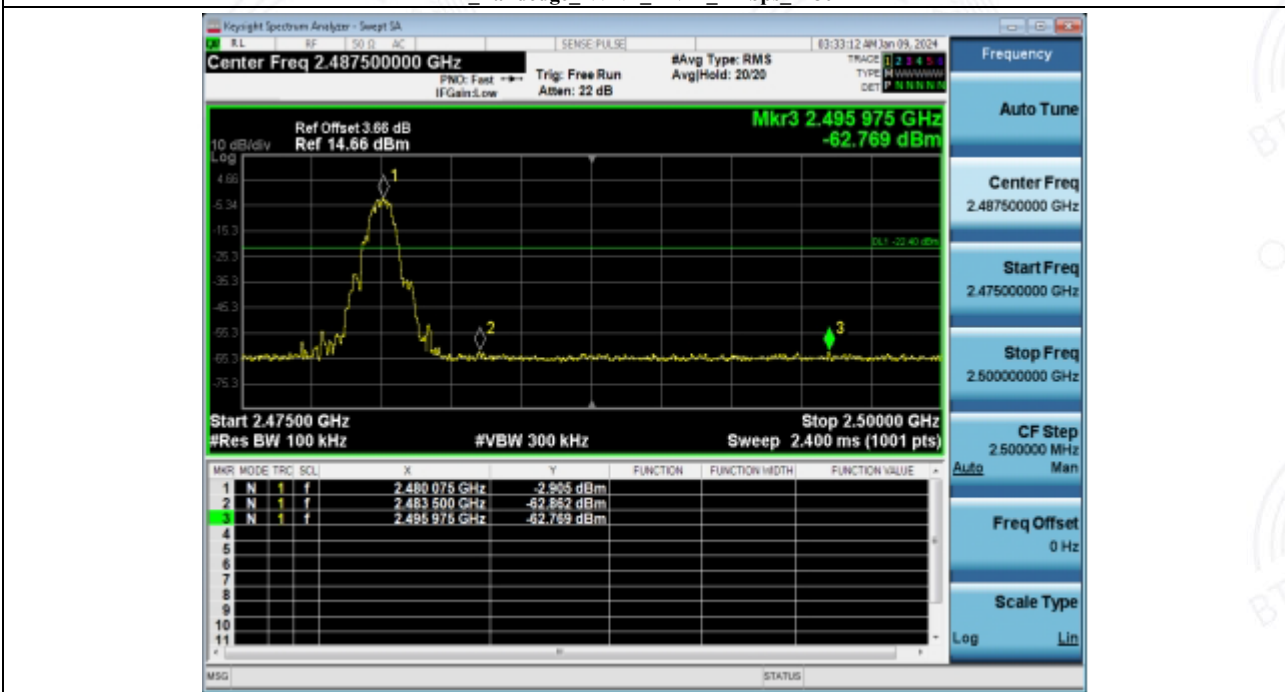 Keysight Spectrum Analyzer - Swept SA
RL RF 50 Ω AC SENSE:PULSE 03:33:12 AM Jan 09, 2024
Center Freq 2.487500000 GHz
PNO: Fast
IFGain:Low
Trig: Free Run
Atten: 22 dB
#Avg Type: RMS
Avg|Hold: 20/20
TRACE 1 2 3 4 5 6
TYPE M WWWWW
DET P N N N N N
Ref Offset 3.66 dB
Ref 14.66 dBm
10 dB/div
Log
Mkr3 2.495 975 GHz
-62.769 dBm
4.66
-5.34
-15.3
-25.3
-35.3
-45.3
-55.3
-65.3
-75.3
1
2
3
DL1 -22.40 dBm
Start 2.47500 GHz
Stop 2.50000 GHz
#Res BW 100 kHz #VBW 300 kHz Sweep 2.400 ms (1001 pts)
MKR MODE TRC SCL X Y FUNCTION FUNCTION WIDTH FUNCTION VALUE
1 N 1 f 2.480 075 GHz -2.905 dBm
2 N 1 f 2.483 500 GHz -62.862 dBm
3 N 1 f 2.495 975 GHz -62.769 dBm
4
5
6
7
8
9
10
11
MSG STATUS
Frequency
Auto Tune
Center Freq
2.487500000 GHz
Start Freq
2.475000000 GHz
Stop Freq
2.500000000 GHz
CF Step
2.500000 MHz
Auto Man
Freq Offset
0 Hz
Scale Type
Log Lin